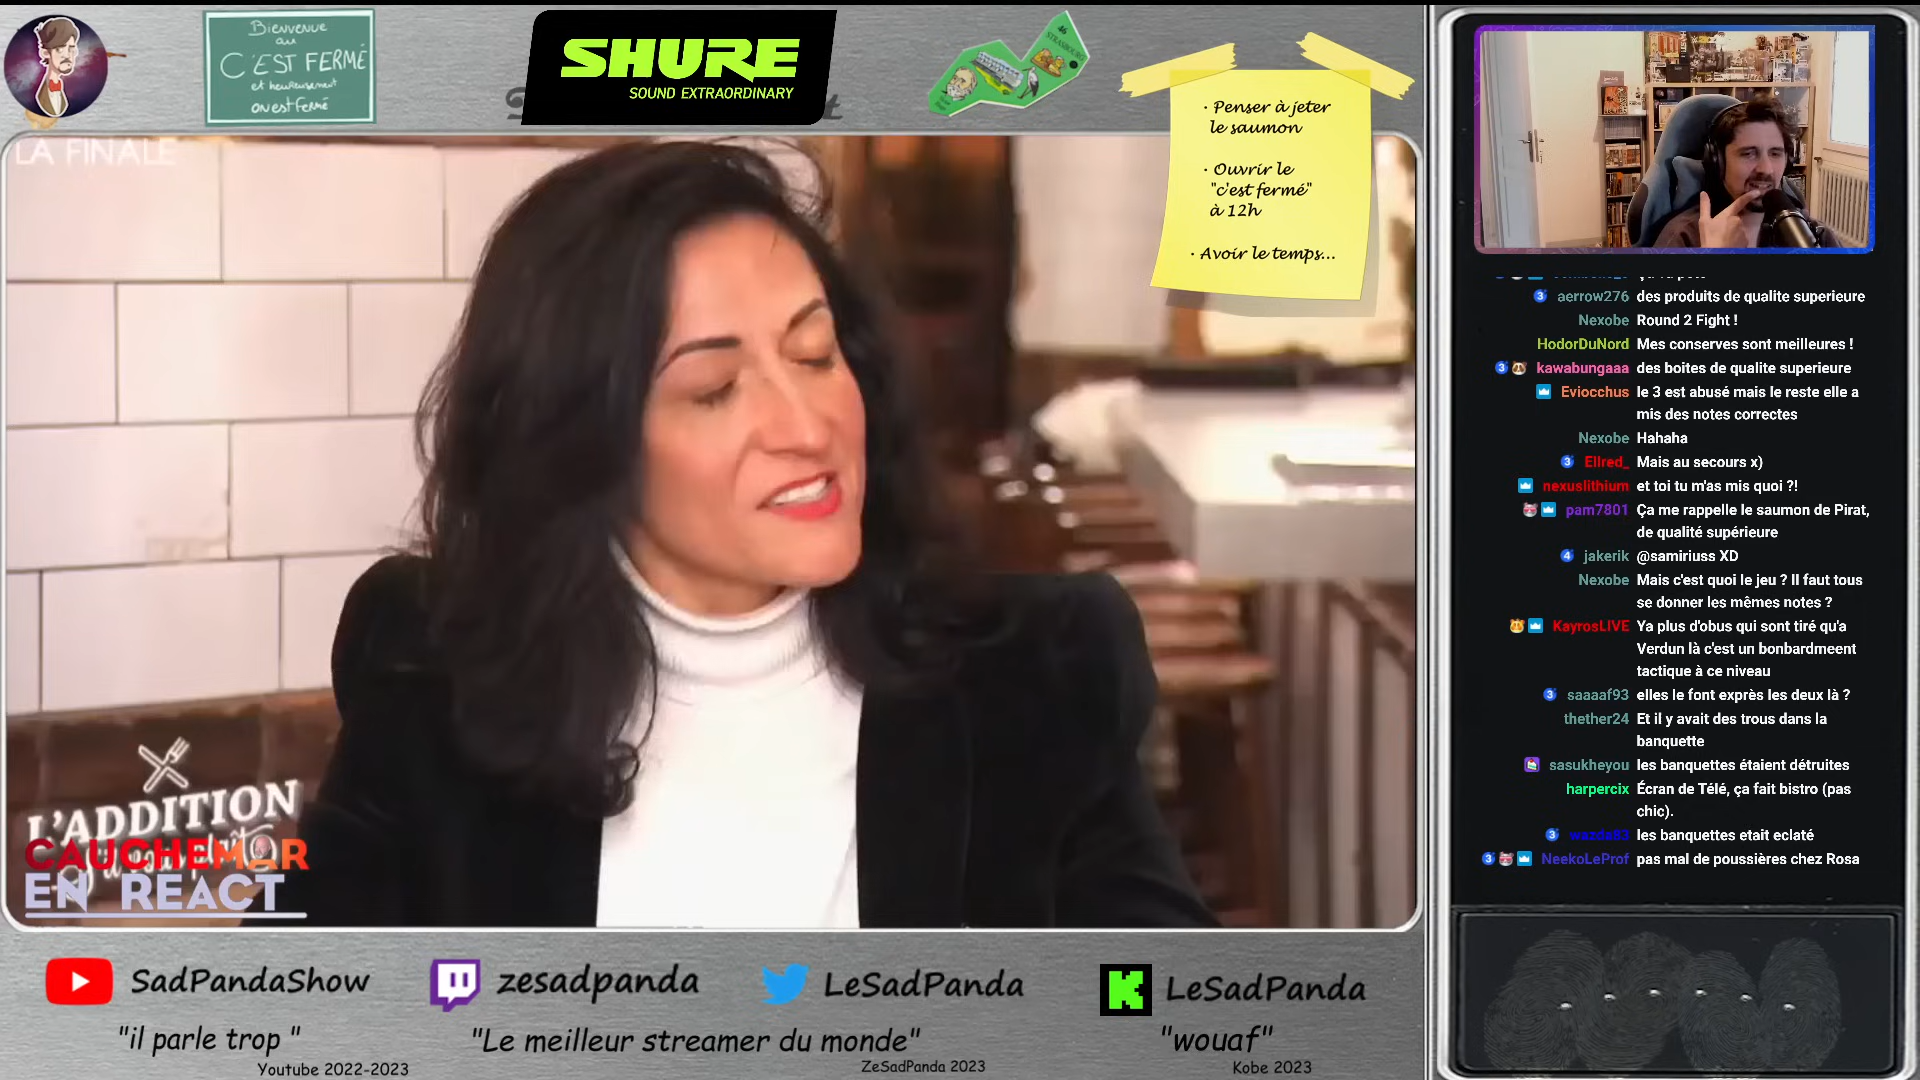 Bienvenue
au
C'EST FERMÉ
et heureusement
on est fermé
SHURE
SOUND EXTRAORDINARY
46
STRASBOURG
· Penser à jeter
le saumon
· Ouvrir le
"c'est fermé"
à 12h
· Avoir le temps...
LA FINALE
L'ADDITION
CAUCHEMAR
EN REACT
aerrow276 des produits de qualite superieure
Nexobe Round 2 Fight !
HodorDuNord Mes conserves sont meilleures !
kawabungaaa des boites de qualite superieure
Eviocchus le 3 est abusé mais le reste elle a
mis des notes correctes
Nexobe Hahaha
Ellred_ Mais au secours x)
nexuslithium et toi tu m'as mis quoi ?!
pam7801 Ça me rappelle le saumon de Pirat,
de qualité supérieure
jakerik @samiriuss XD
Nexobe Mais c'est quoi le jeu ? Il faut tous
se donner les mêmes notes ?
KayrosLIVE Ya plus d'obus qui sont tiré qu'a
Verdun là c'est un bonbardmeent
tactique à ce niveau
saaaaf93 elles le font exprès les deux là ?
thether24 Et il y avait des trous dans la
banquette
sasukheyou les banquettes étaient détruites
harpercix Écran de Télé, ça fait bistro (pas
chic).
wazda83 les banquettes etait eclaté
NeekoLeProf pas mal de poussières chez Rosa
SadPandaShow
"il parle trop "
Youtube 2022-2023
zesadpanda
"Le meilleur streamer du monde"
ZeSadPanda 2023
LeSadPanda
LeSadPanda
"wouaf"
Kobe 2023